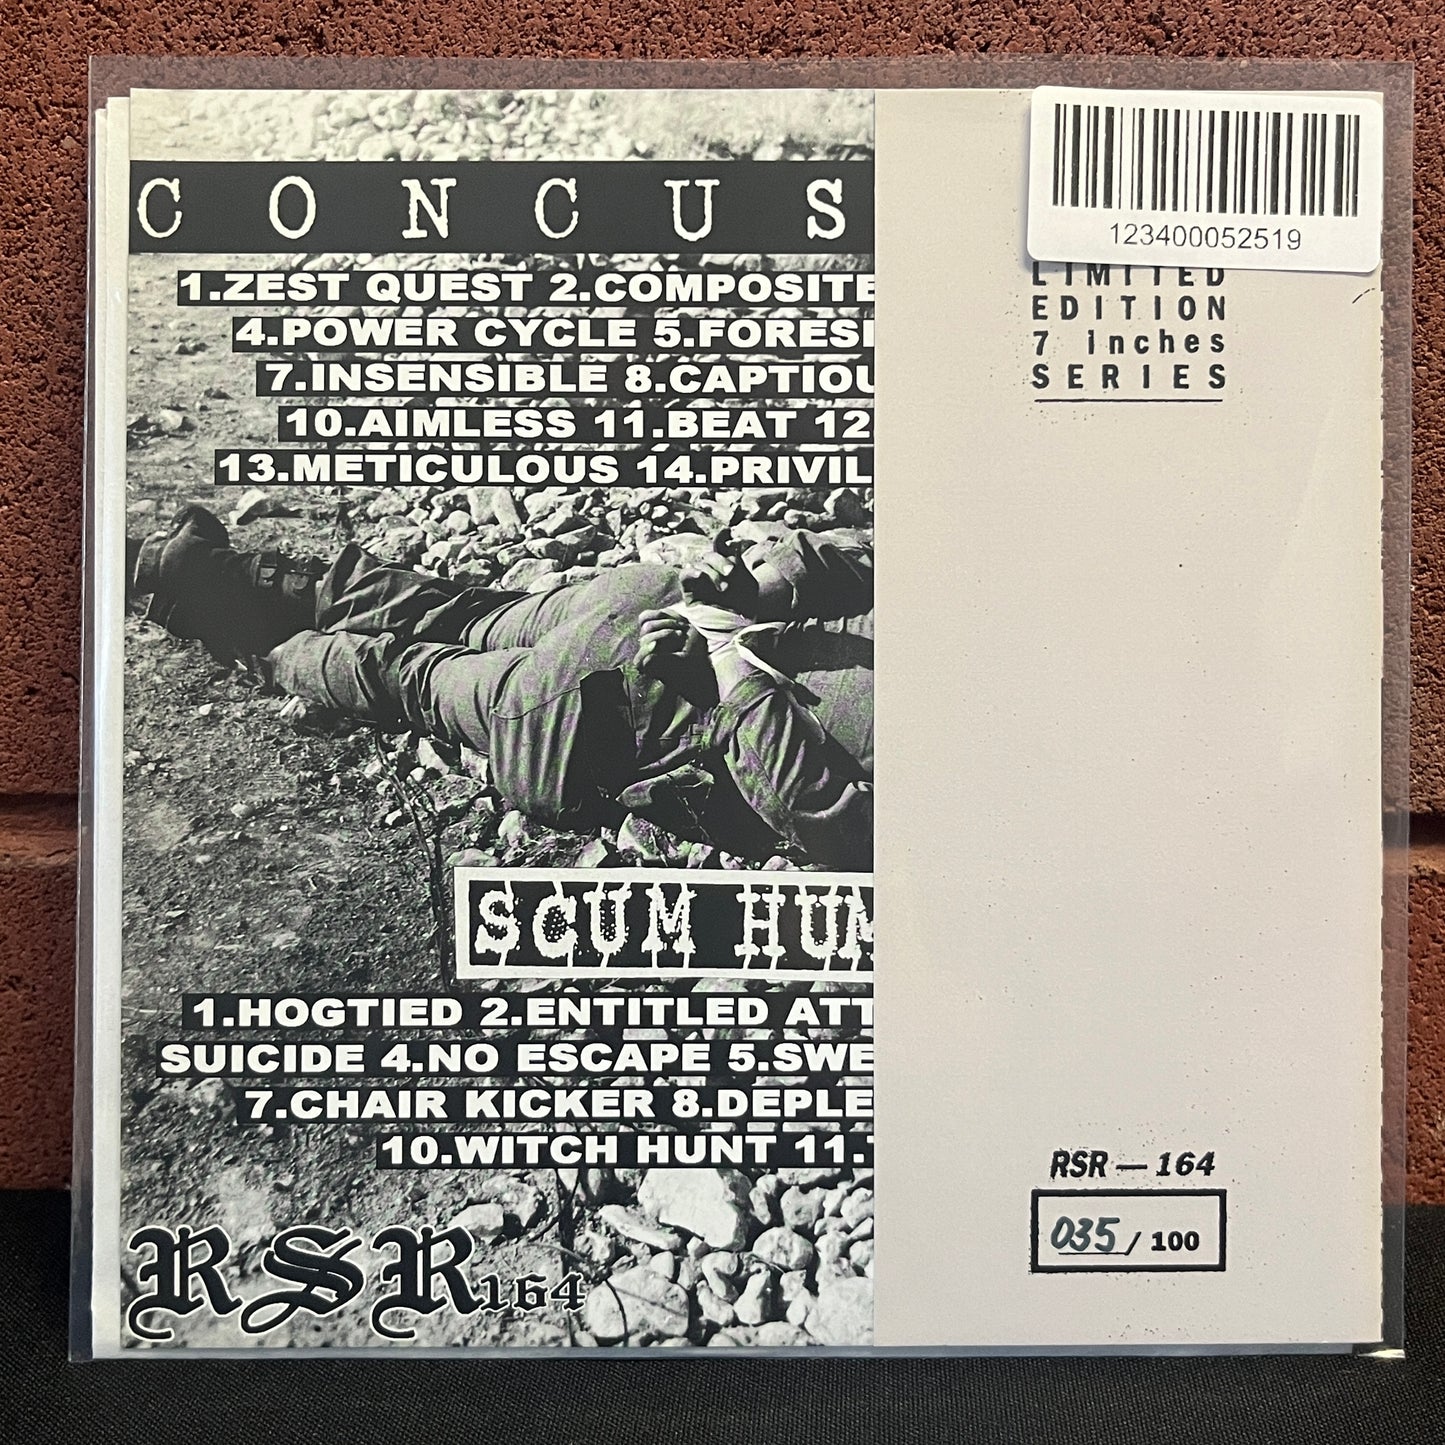 CONCUS
1.ZEST QUEST 2.COMPOSITE
4.POWER CYCLE 5.FORES
7.INSENSIBLE 8.CAPTIOU
10.AIMLESS 11.BEAT 12
13.METICULOUS 14.PRIVIL
SCUM HUM
1.HOGTIED 2.ENTITLED ATT
SUICIDE 4.NO ESCAPE 5.SWE
7.CHAIR KICKER 8.DEPLE
10.WITCH HUNT 11.
RSR164
123400052519
LIMITED
EDITION
7 inches
SERIES
RSR — 164
035 / 100